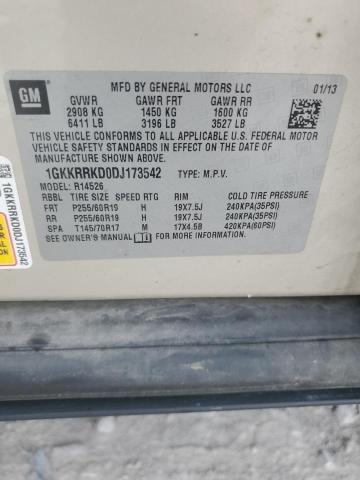 GM
MFD BY GENERAL MOTORS LLC
01/13
GVWR GAWR FRT GAWR RR
2908 KG 1450 KG 1600 KG
6411 LB 3196 LB 3527 LB
THIS VEHICLE CONFORMS TO ALL APPLICABLE U.S. FEDERAL MOTOR
VEHICLE SAFETY STANDARDS IN EFFECT ON THE DATE OF
MANUFACTURE SHOWN ABOVE.
1GKKRRKD0DJ173542 TYPE: M.P.V.
MODEL: R14526
RBBL TIRE SIZE SPEED RTG RIM COLD TIRE PRESSURE
FRT P255/60R19 H 19X7.5J 240KPA(35PSI)
RR P255/60R19 H 19X7.5J 240KPA(35PSI)
SPA T145/70R17 M 17X4.5B 420KPA(60PSI)
SEE OWNER'S MANUAL FOR MORE INFORMATION.
1GKKRRKD0DJ173542